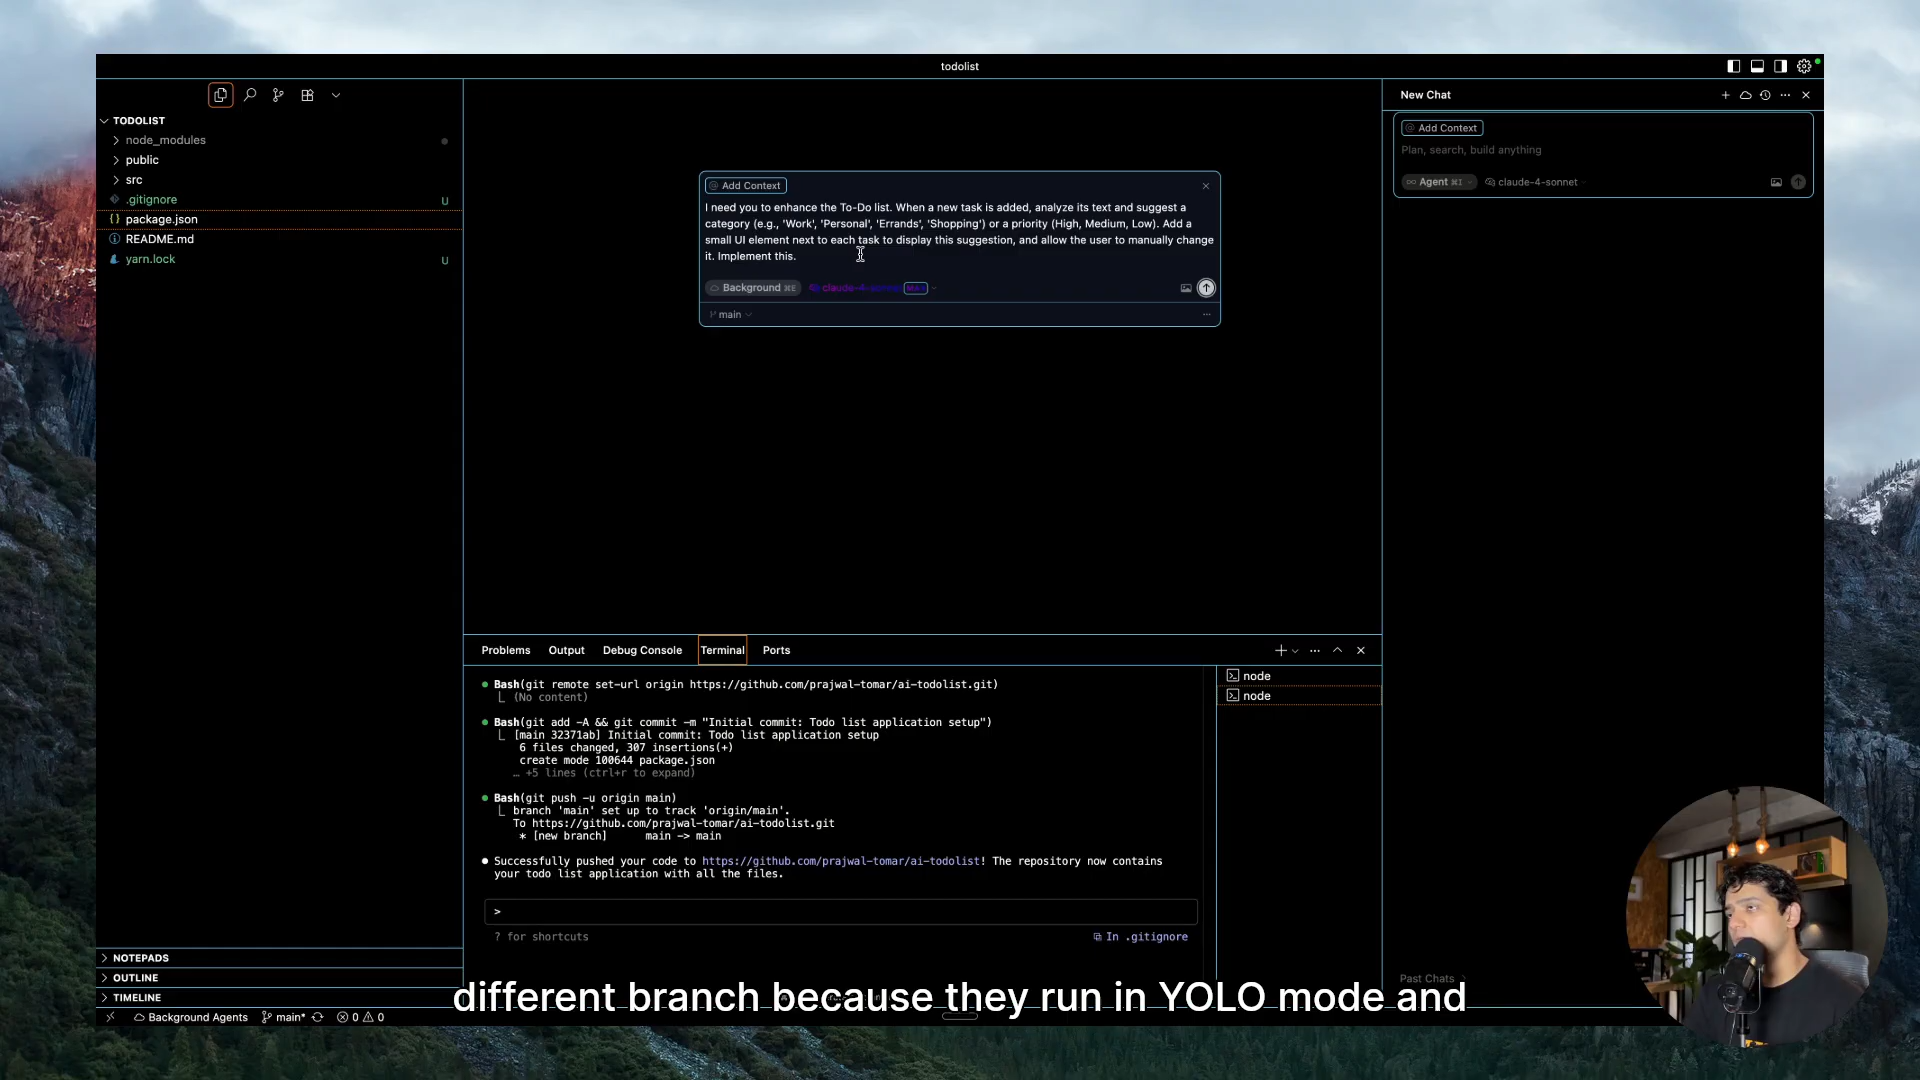 todolist
TODOLIST
node_modules
public
src
.gitignore U
package.json
README.md
yarn.lock U
NOTEPADS
OUTLINE
TIMELINE
Add Context
I need you to enhance the To-Do list. When a new task is added, analyze its text and suggest a
category (e.g., 'Work', 'Personal', 'Errands', 'Shopping') or a priority (High, Medium, Low). Add a
small UI element next to each task to display this suggestion, and allow the user to manually change
it. Implement this.
Background ⌘E claude-4-sonnet MAX
main
Problems Output Debug Console Terminal Ports
Bash(git remote set-url origin https://github.com/prajwal-tomar/ai-todolist.git)
(No content)
Bash(git add -A && git commit -m "Initial commit: Todo list application setup")
[main 32371ab] Initial commit: Todo list application setup
6 files changed, 307 insertions(+)
create mode 100644 package.json
… +5 lines (ctrl+r to expand)
Bash(git push -u origin main)
branch 'main' set up to track 'origin/main'.
To https://github.com/prajwal-tomar/ai-todolist.git
* [new branch] main -> main
Successfully pushed your code to https://github.com/prajwal-tomar/ai-todolist! The repository now contains
your todo list application with all the files.
>
? for shortcuts In .gitignore
node
node
New Chat
Add Context
Plan, search, build anything
Agent ⌘I claude-4-sonnet
Past Chats
different branch because they run in YOLO mode and
Background Agents main* 0 0